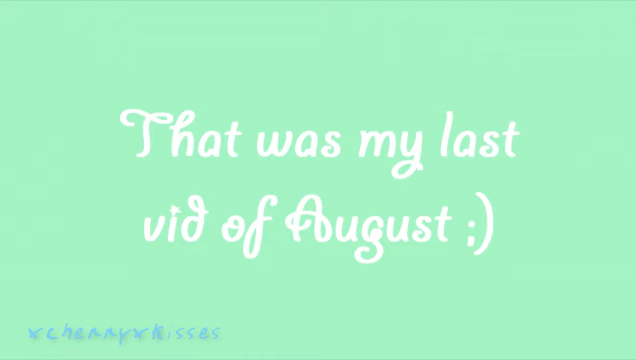 That was my last
vid of August ;)
xcherryxkisses